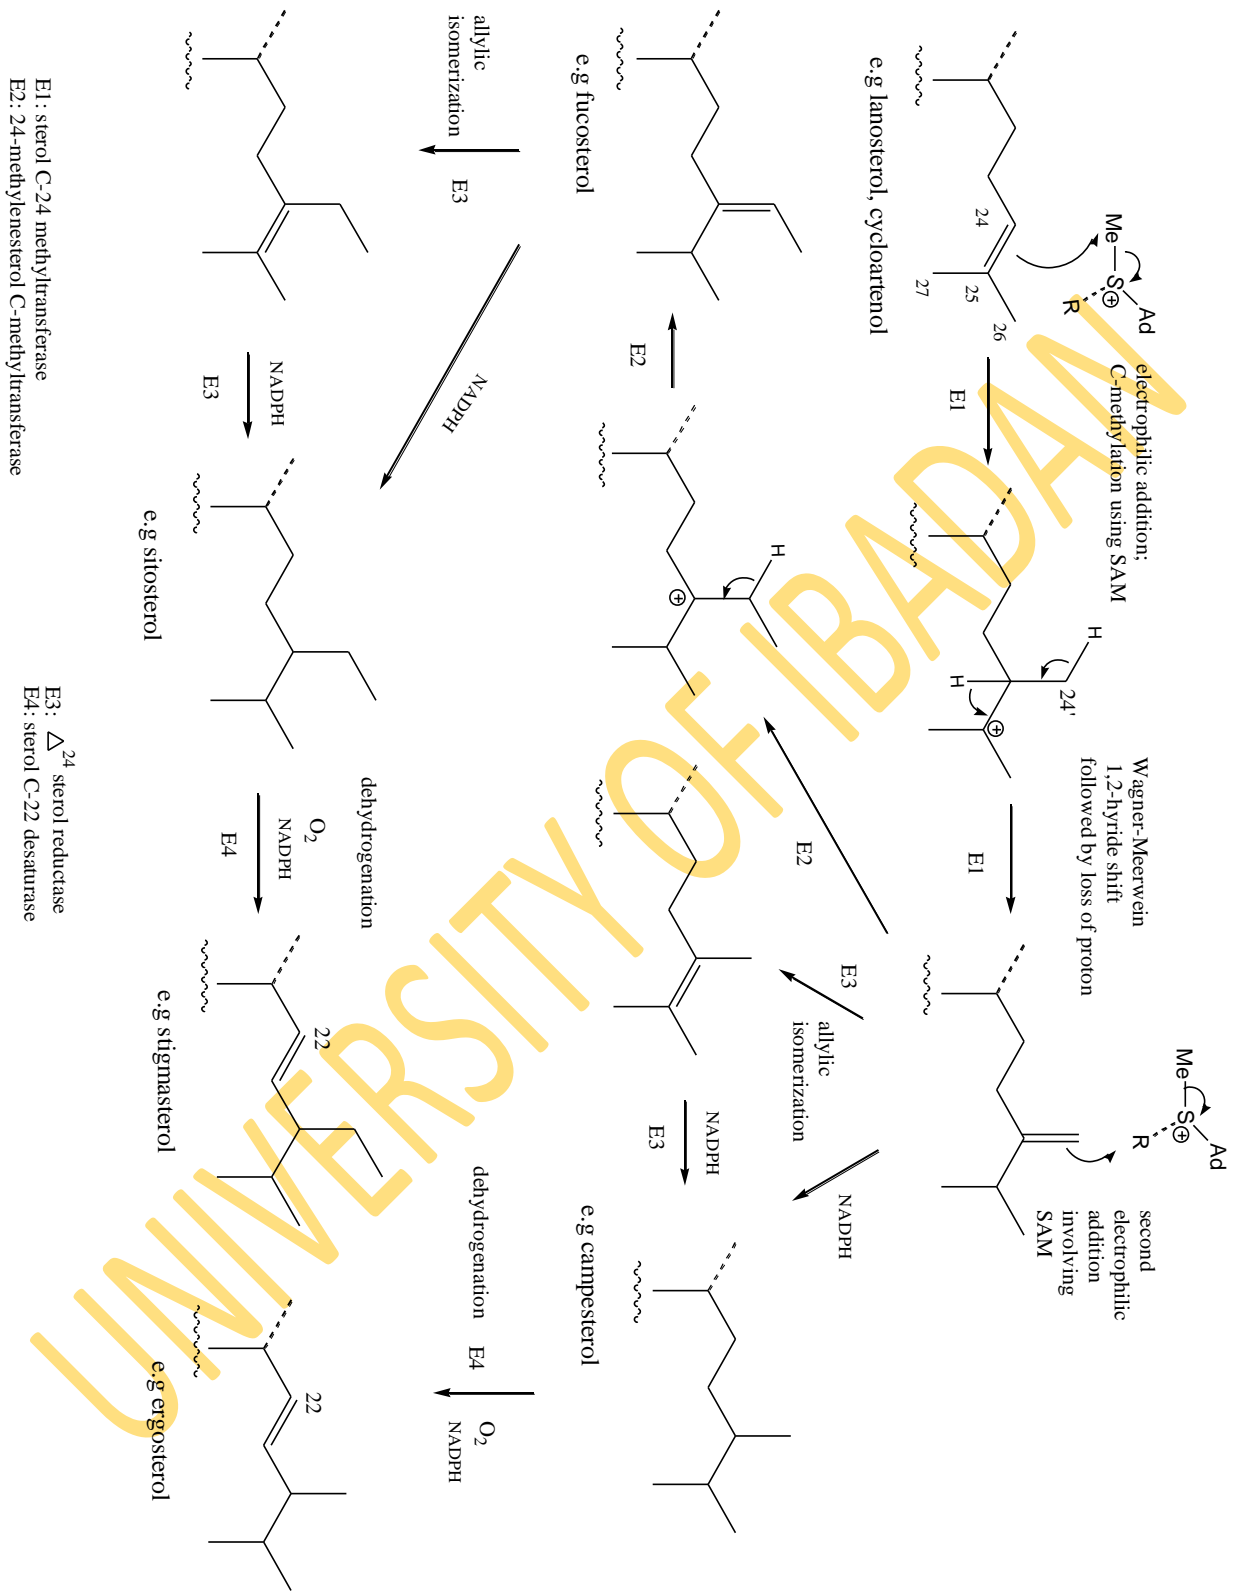 Me
S
Ad
R
electrophilic addition;
C-methylation using SAM
24
25
26
27
E1
e.g lanosterol, cycloartenol
H
24'
H
Wagner-Meerwein
1,2-hyride shift
followed by loss of proton
E1
Me
S
Ad
R
second
electrophilic
addition
involving
SAM
E2
E3
allylic
isomerization
NADPH
E2
H
NADPH
E3
e.g fucosterol
e.g campesterol
allylic
isomerization
E3
NADPH
dehydrogenation
E4
O2
NADPH
NADPH
E3
dehydrogenation
O2
NADPH
E4
22
22
e.g sitosterol
e.g stigmasterol
e.g ergosterol
E1: sterol C-24 methyltransferase
E2: 24-methylenesterol C-methyltransferase
E3: △24 sterol reductase
E4: sterol C-22 desaturase
UNIVERSITY OF IBADAN